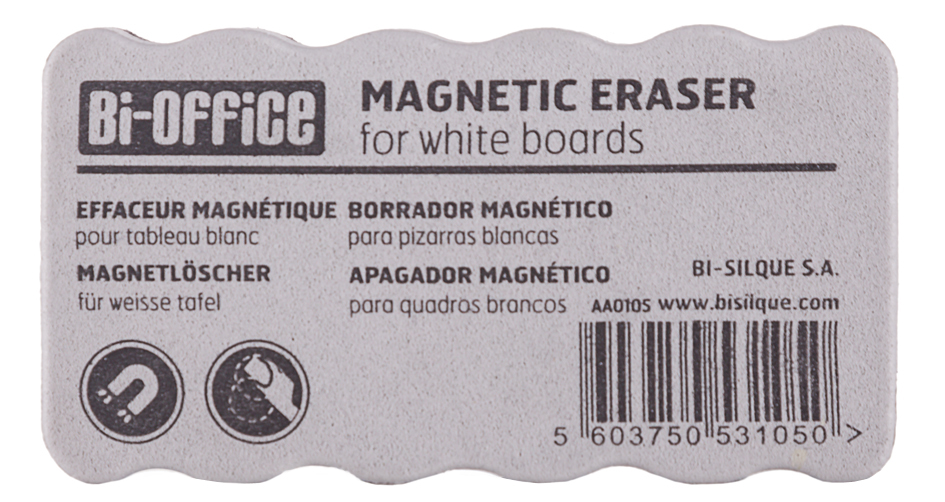 Bi-OFFiCE
MAGNETIC ERASER
for white boards
EFFACEUR MAGNÉTIQUE
pour tableau blanc
BORRADOR MAGNÉTICO
para pizarras blancas
MAGNETLÖSCHER
für weisse tafel
APAGADOR MAGNÉTICO
para quadros brancos
BI-SILQUE S.A.
AA0105 www.bisilque.com
5 603750 531050 >